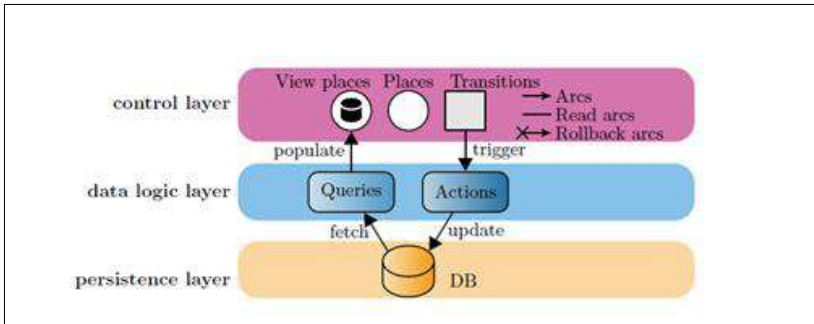 View places Places Transitions
control layer
Arcs
Read arcs
Rollback arcs
populate
trigger
data logic layer
Queries
Actions
fetch
update
persistence layer
DB